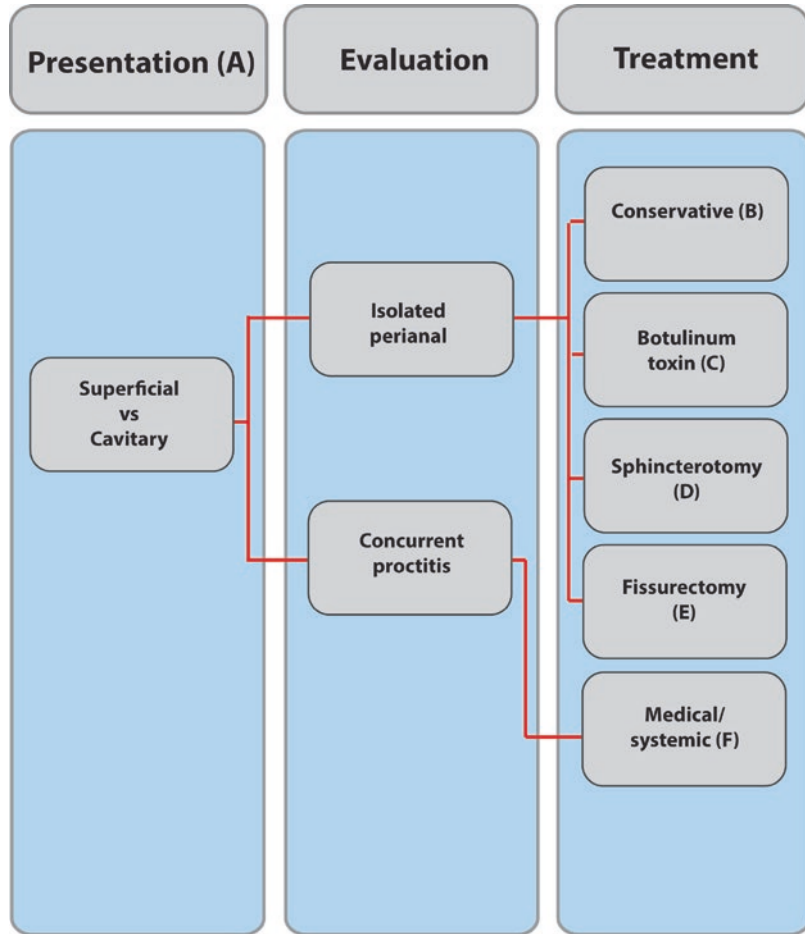 Presentation (A)
Evaluation
Treatment
Superficial
vs
Cavitary
Isolated
perianal
Concurrent
proctitis
Conservative (B)
Botulinum
toxin (C)
Sphincterotomy
(D)
Fissurectomy
(E)
Medical/
systemic (F)